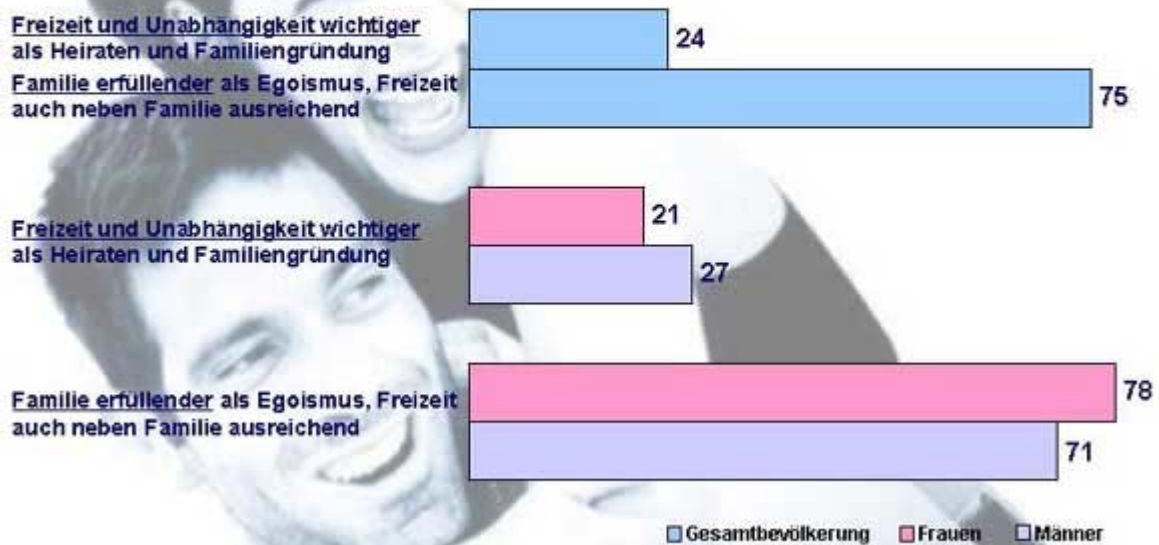 Freizeit und Unabhängigkeit wichtiger
als Heiraten und Familiengründung
24
Familie erfüllender als Egoismus, Freizeit
auch neben Familie ausreichend
75
Freizeit und Unabhängigkeit wichtiger
als Heiraten und Familiengründung
21
27
Familie erfüllender als Egoismus, Freizeit
auch neben Familie ausreichend
78
71
Gesamtbevölkerung Frauen Männer